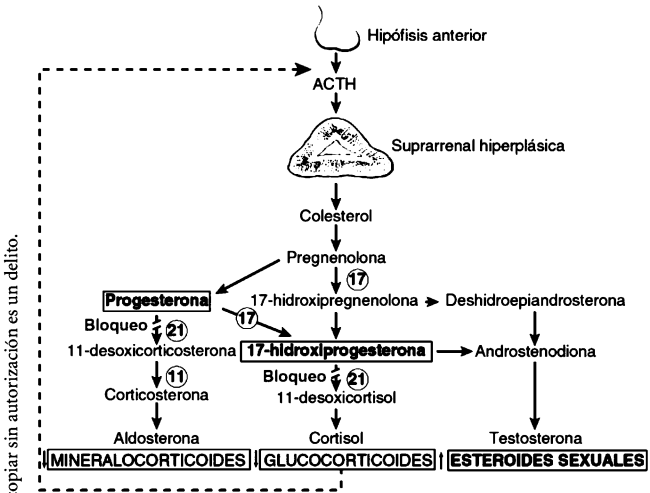 Hipófisis anterior
ACTH
Suprarrenal hiperplásica
Colesterol
Pregnenolona
17
Progesterona
17-hidroxipregnenolona
Deshidroepiandrosterona
17
Bloqueo
21
11-desoxicorticosterona
17-hidroxiprogesterona
Androstenodiona
Bloqueo
21
11
Corticosterona
11-desoxicortisol
Aldosterona
Cortisol
Testosterona
↓ MINERALOCORTICOIDES
↓ GLUCOCORTICOIDES
↑ ESTEROIDES SEXUALES
copiar sin autorización es un delito.